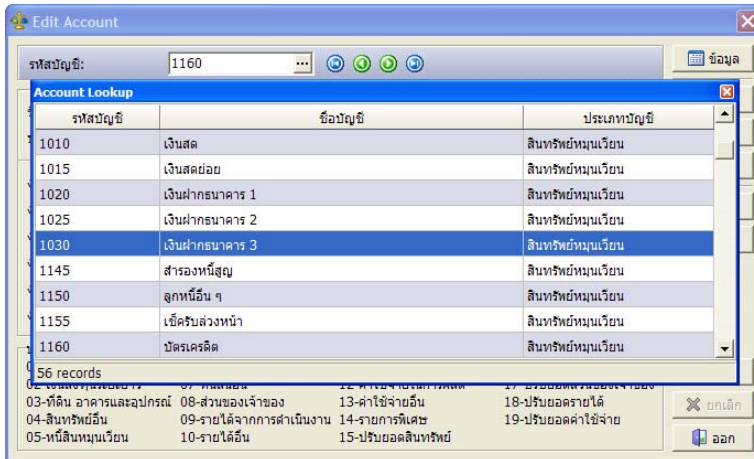 Edit Account
รหัสบัญชี: 1160 ... ข้อมูล
Account Lookup
รหัสบัญชี ชื่อบัญชี ประเภทบัญชี
1010 เงินสด สินทรัพย์หมุนเวียน
1015 เงินสดย่อย สินทรัพย์หมุนเวียน
1020 เงินฝากธนาคาร 1 สินทรัพย์หมุนเวียน
1025 เงินฝากธนาคาร 2 สินทรัพย์หมุนเวียน
1030 เงินฝากธนาคาร 3 สินทรัพย์หมุนเวียน
1145 สำรองหนี้สูญ สินทรัพย์หมุนเวียน
1150 ลูกหนี้อื่น ๆ สินทรัพย์หมุนเวียน
1155 เช็ครับล่วงหน้า สินทรัพย์หมุนเวียน
1160 บัตรเครดิต สินทรัพย์หมุนเวียน
56 records
03-ที่ดิน อาคารและอุปกรณ์ 08-ส่วนของเจ้าของ 13-ค่าใช้จ่ายอื่น 18-ปรับยอดรายได้ ยกเลิก
04-สินทรัพย์อื่น 09-รายได้จากการดำเนินงาน 14-รายการพิเศษ 19-ปรับยอดค่าใช้จ่าย
05-หนี้สินหมุนเวียน 10-รายได้อื่น 15-ปรับยอดสินทรัพย์ ออก